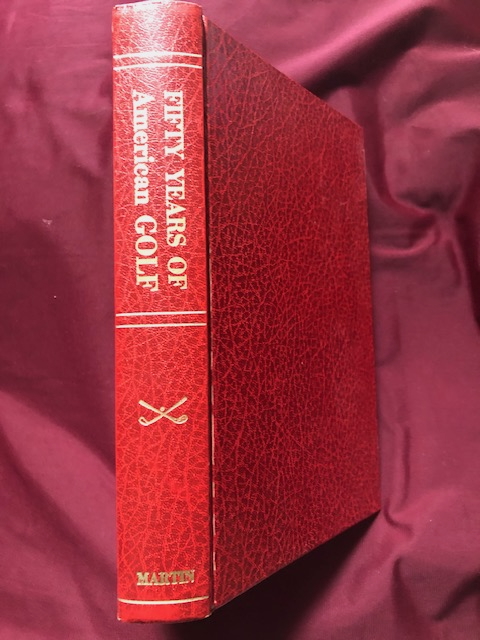 FIFTY YEARS OF
American GOLF
MARTIN